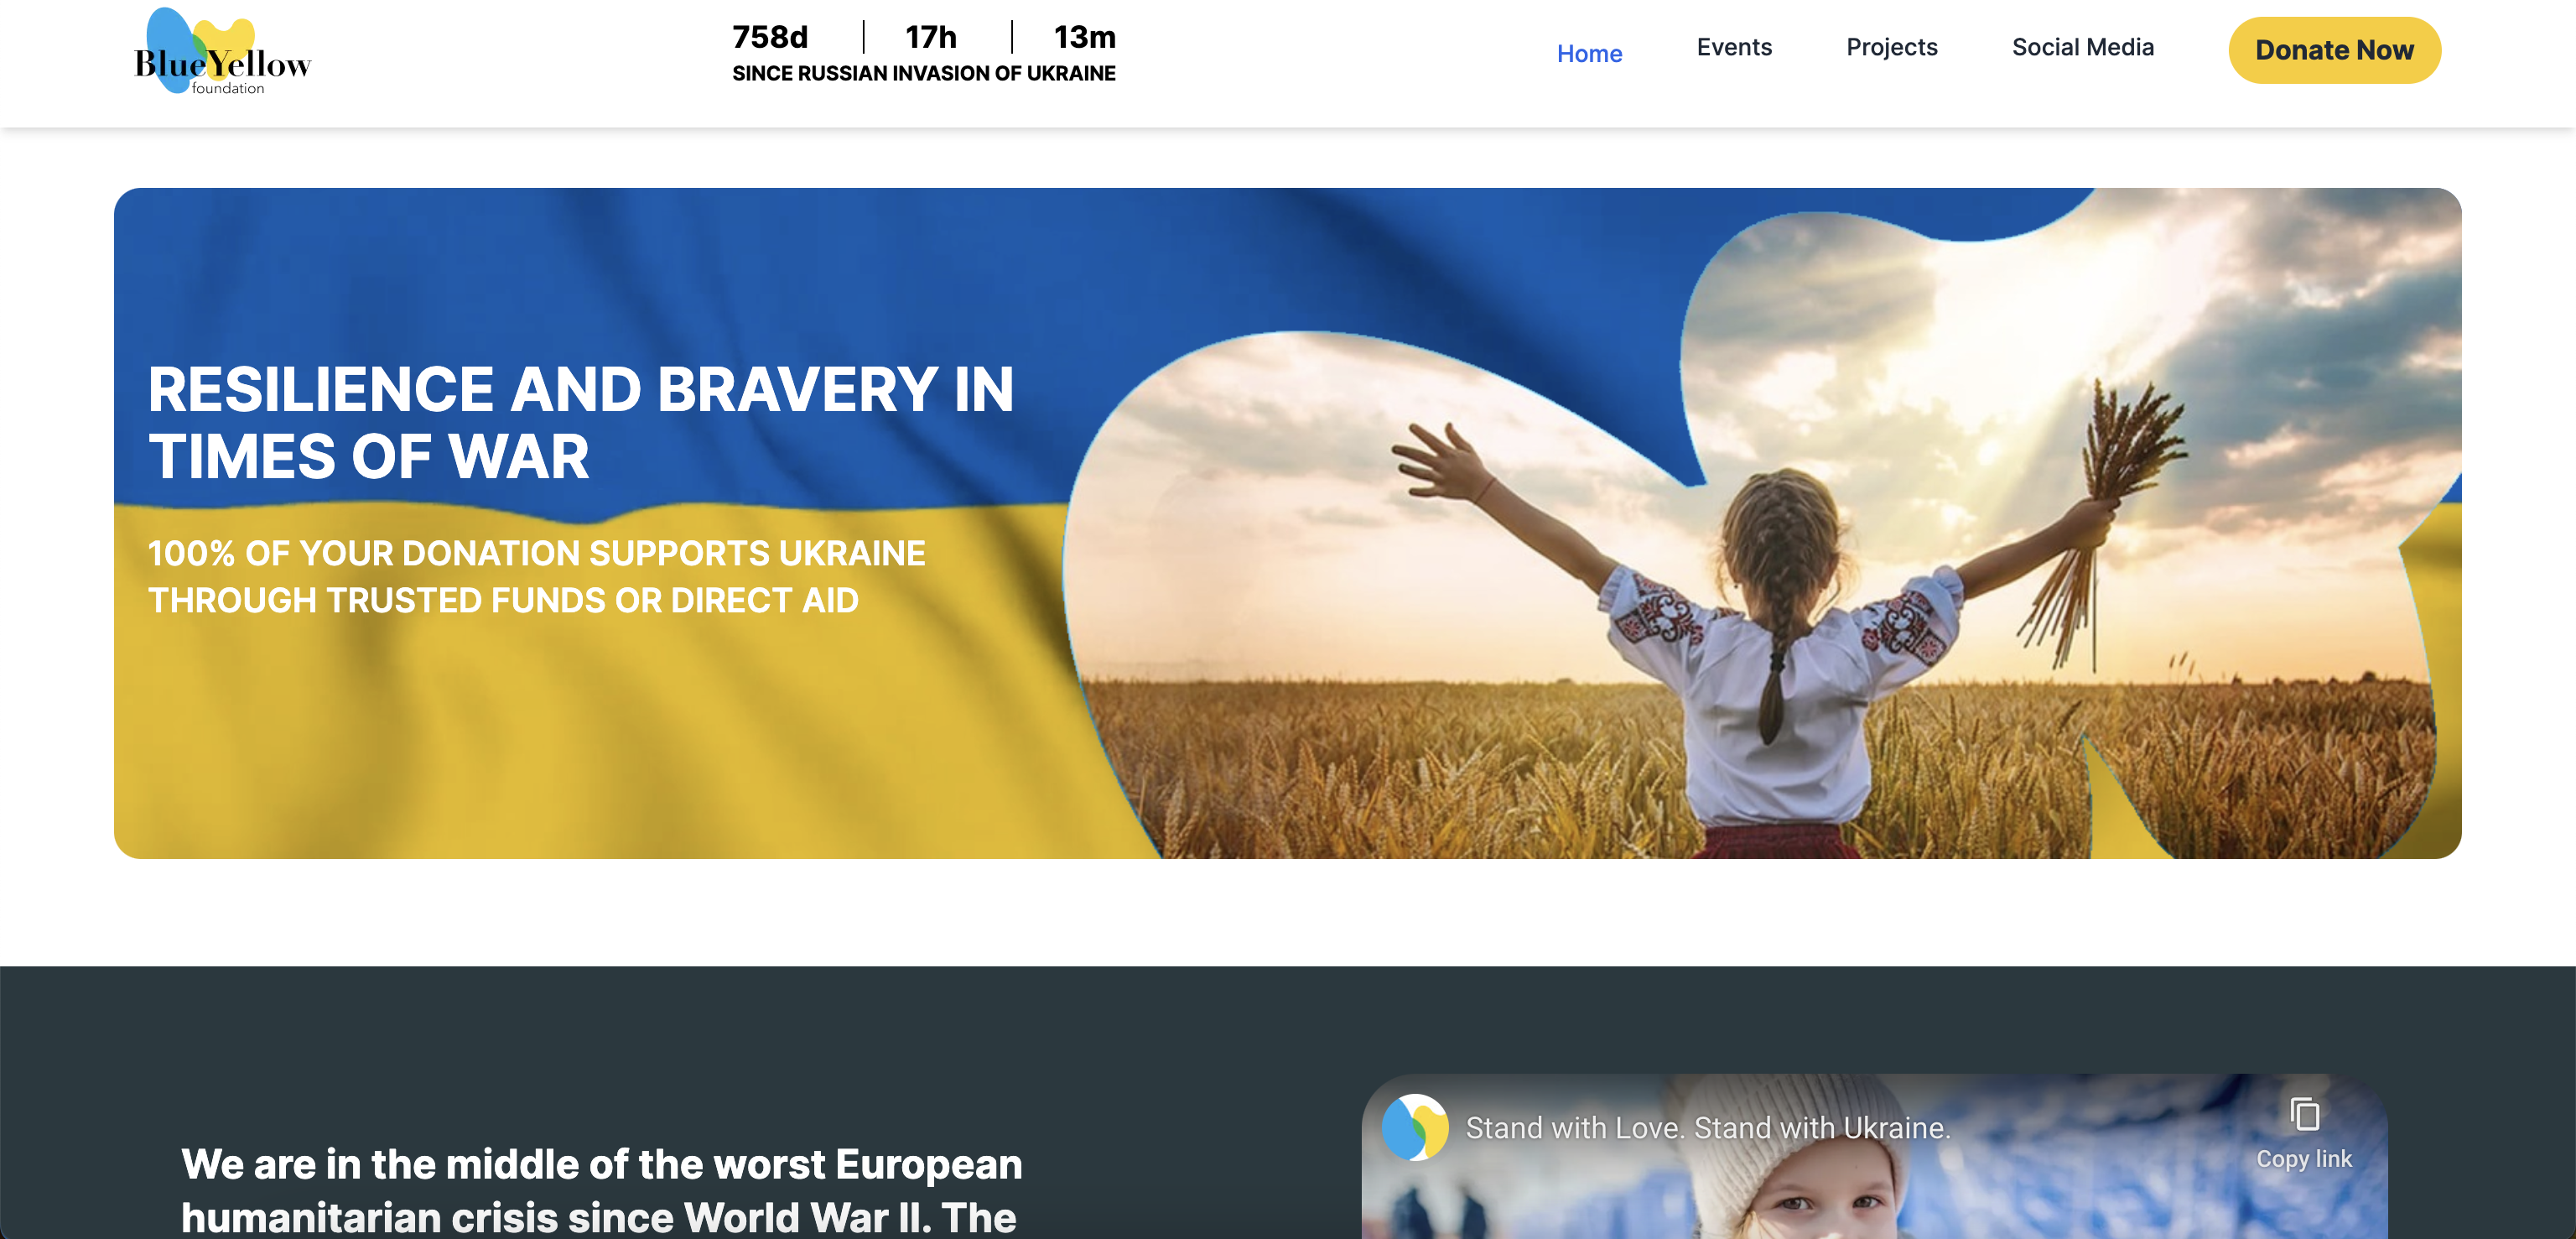 BlueYellow
foundation
758d
17h
13m
SINCE RUSSIAN INVASION OF UKRAINE
Home
Events
Projects
Social Media
Donate Now
RESILIENCE AND BRAVERY IN
TIMES OF WAR
100% OF YOUR DONATION SUPPORTS UKRAINE
THROUGH TRUSTED FUNDS OR DIRECT AID
We are in the middle of the worst European
humanitarian crisis since World War II. The
Stand with Love. Stand with Ukraine.
Copy link